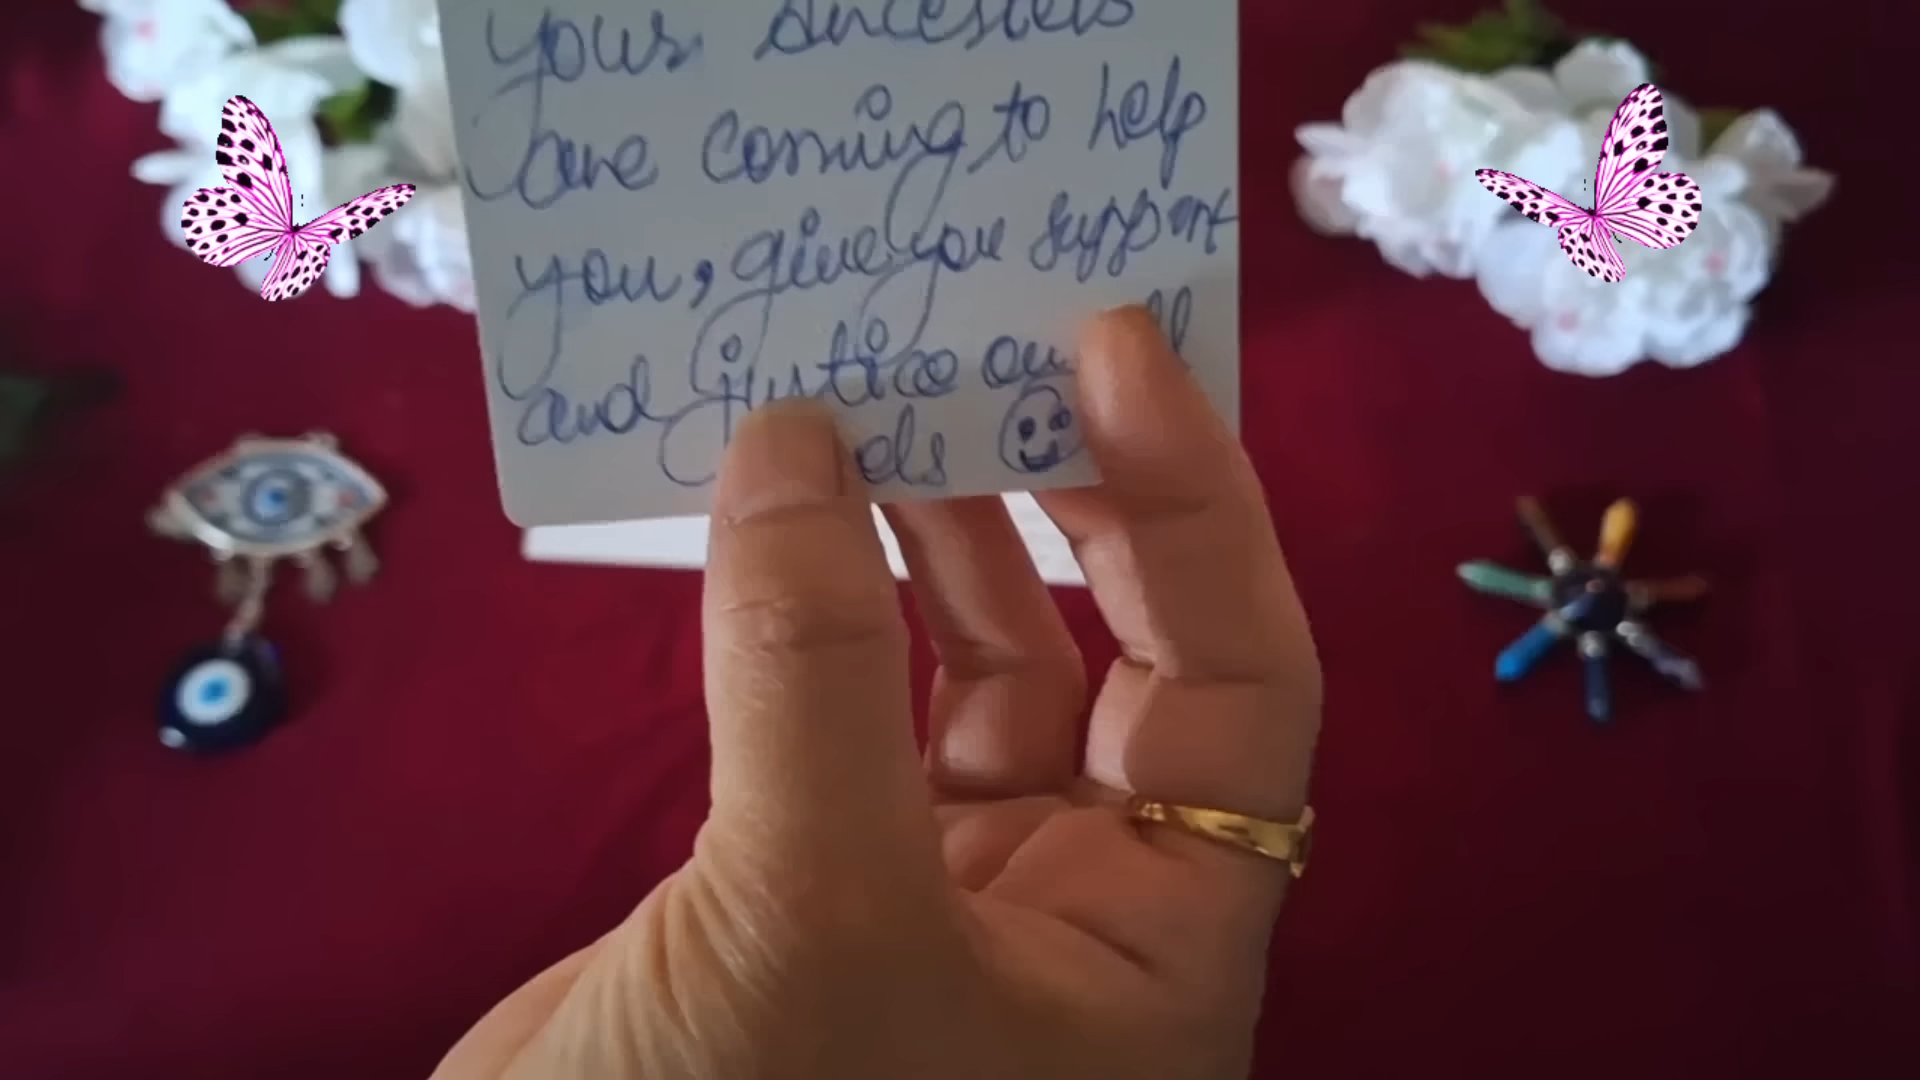 your Ancestors
are coming to help
you, give you support
and justice on